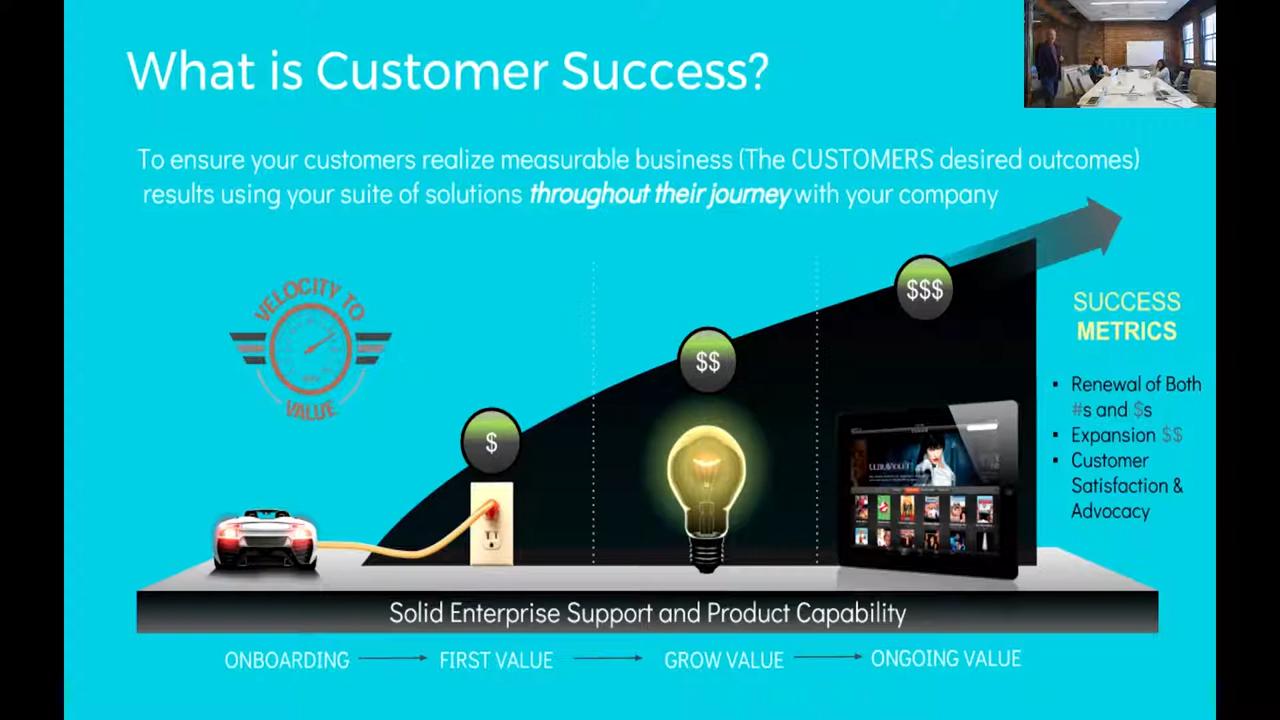 What is Customer Success?
To ensure your customers realize measurable business (The CUSTOMERS desired outcomes)
results using your suite of solutions throughout their journey with your company
VELOCITY TO
VALUE
$
$$
$$$
SUCCESS
METRICS
▪ Renewal of Both
#s and $s
▪ Expansion $$
▪ Customer
Satisfaction &
Advocacy
Solid Enterprise Support and Product Capability
ONBOARDING → FIRST VALUE → GROW VALUE → ONGOING VALUE